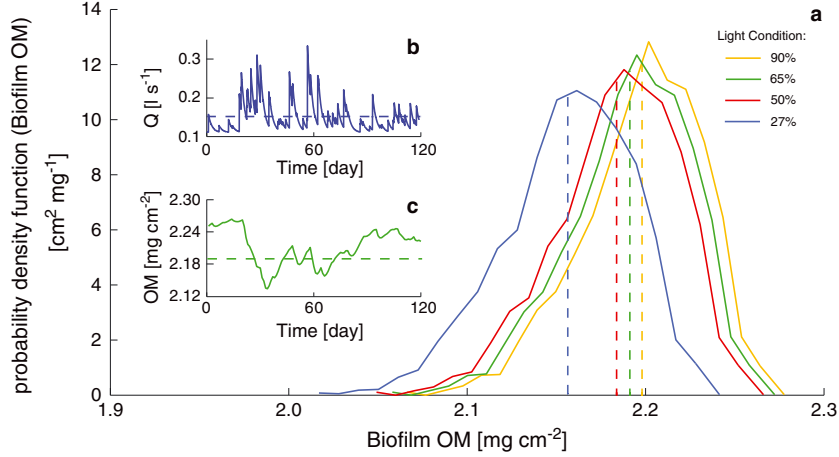 a
Light Condition:
90%
65%
50%
27%
b
Q [l s⁻¹]
0.3
0.2
0.1
0
60
120
Time [day]
c
OM [mg cm⁻²]
2.30
2.24
2.18
2.12
0
60
120
Time [day]
probability density function (Biofilm OM)
[cm² mg⁻¹]
14
12
10
8
6
4
2
0
1.9
2.0
2.1
2.2
2.3
Biofilm OM [mg cm⁻²]